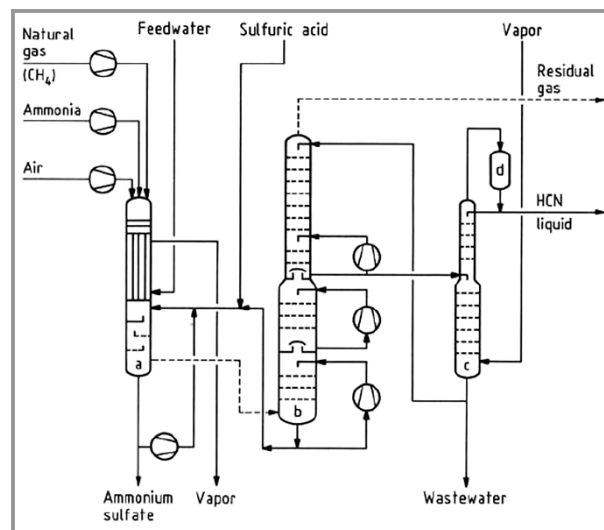 Natural
gas
(CH₄)
Feedwater
Sulfuric acid
Vapor
Residual
gas
Ammonia
Air
d
HCN
liquid
a
b
c
Ammonium
sulfate
Vapor
Wastewater